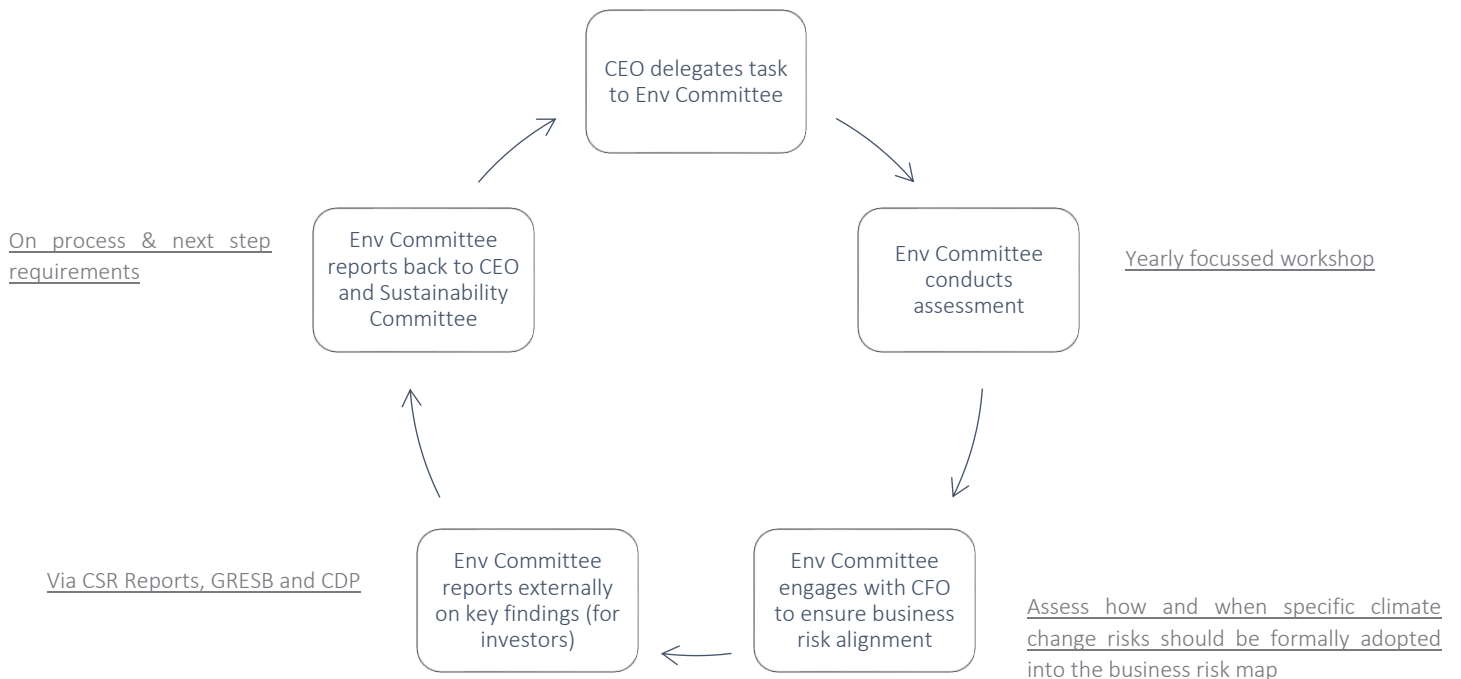 CEO delegates task
to Env Committee
On process & next step
requirements
Env Committee
reports back to CEO
and Sustainability
Committee
Env Committee
conducts
assessment
Yearly focussed workshop
Via CSR Reports, GRESB and CDP
Env Committee
reports externally
on key findings (for
investors)
Env Committee
engages with CFO
to ensure business
risk alignment
Assess how and when specific climate
change risks should be formally adopted
into the business risk map